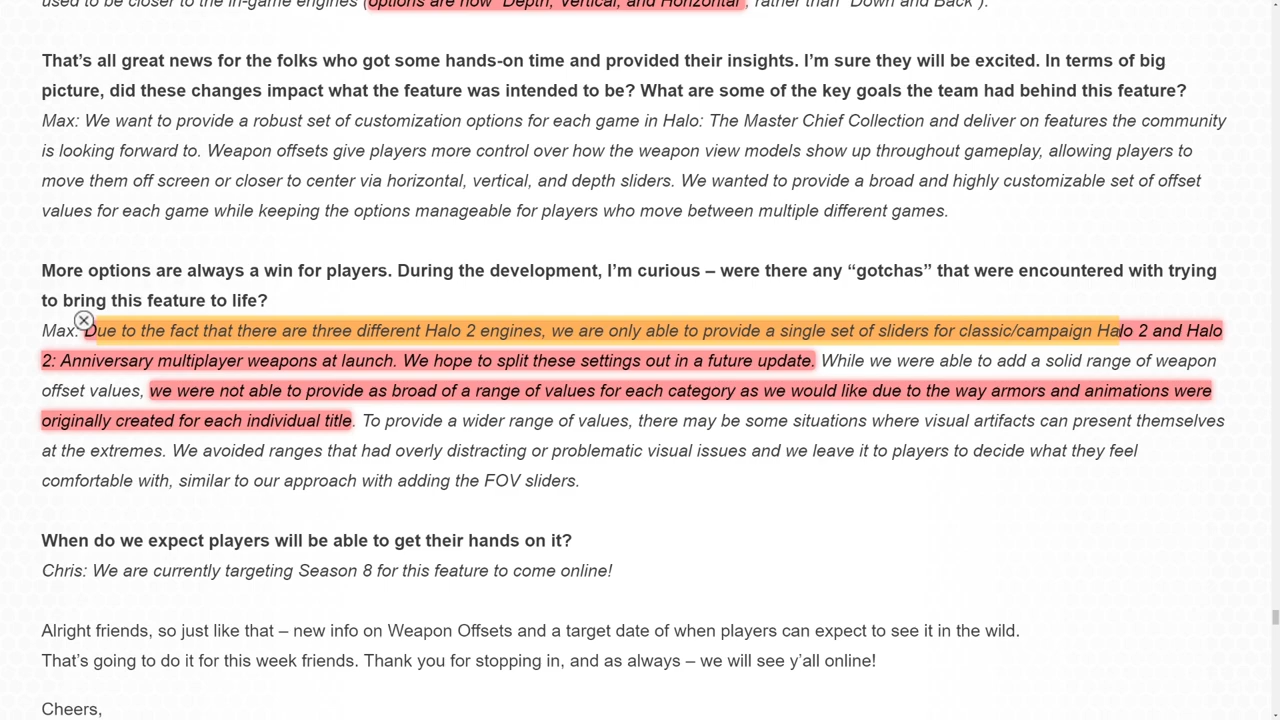 used to be closer to the in-game engines (options are now "Depth, Vertical, and Horizontal", rather than "Down and Back").
That’s all great news for the folks who got some hands-on time and provided their insights. I’m sure they will be excited. In terms of big
picture, did these changes impact what the feature was intended to be? What are some of the key goals the team had behind this feature?
Max: We want to provide a robust set of customization options for each game in Halo: The Master Chief Collection and deliver on features the community
is looking forward to. Weapon offsets give players more control over how the weapon view models show up throughout gameplay, allowing players to
move them off screen or closer to center via horizontal, vertical, and depth sliders. We wanted to provide a broad and highly customizable set of offset
values for each game while keeping the options manageable for players who move between multiple different games.
More options are always a win for players. During the development, I’m curious – were there any “gotchas” that were encountered with trying
to bring this feature to life?
Max: Due to the fact that there are three different Halo 2 engines, we are only able to provide a single set of sliders for classic/campaign Halo 2 and Halo
2: Anniversary multiplayer weapons at launch. We hope to split these settings out in a future update. While we were able to add a solid range of weapon
offset values, we were not able to provide as broad of a range of values for each category as we would like due to the way armors and animations were
originally created for each individual title. To provide a wider range of values, there may be some situations where visual artifacts can present themselves
at the extremes. We avoided ranges that had overly distracting or problematic visual issues and we leave it to players to decide what they feel
comfortable with, similar to our approach with adding the FOV sliders.
When do we expect players will be able to get their hands on it?
Chris: We are currently targeting Season 8 for this feature to come online!
Alright friends, so just like that – new info on Weapon Offsets and a target date of when players can expect to see it in the wild.
That’s going to do it for this week friends. Thank you for stopping in, and as always – we will see y’all online!
Cheers,